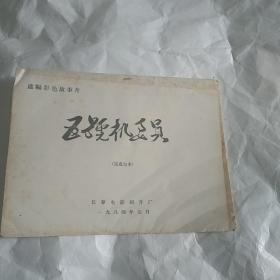 遮幅彩色故事片
五号机要员
(完成台本)
长春电影制片厂
一九八四年七月